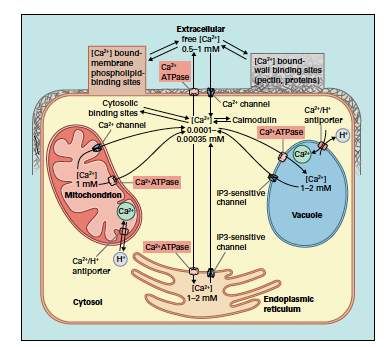 Extracellular
free [Ca²⁺]
0.5–1 mM
[Ca²⁺] bound-
membrane
phospholipid-
binding sites
Ca²⁺
ATPase
[Ca²⁺] bound-
wall binding sites
(pectin, proteins)
Ca²⁺ channel
Cytosolic
binding sites
[Ca²⁺]
Calmodulin
Ca²⁺/H⁺
antiporter
Ca²⁺ channel
0.0001–
0.00035 mM
Ca²⁺ATPase
H⁺
Ca²⁺
[Ca²⁺]
1 mM
Mitochondrion
Ca²⁺ATPase
[Ca²⁺]
1–2 mM
IP3-sensitive
channel
Vacuole
Ca²⁺
Ca²⁺/H⁺
antiporter
H⁺
Ca²⁺ATPase
IP3-sensitive
channel
[Ca²⁺]
1–2 mM
Cytosol
Endoplasmic
reticulum